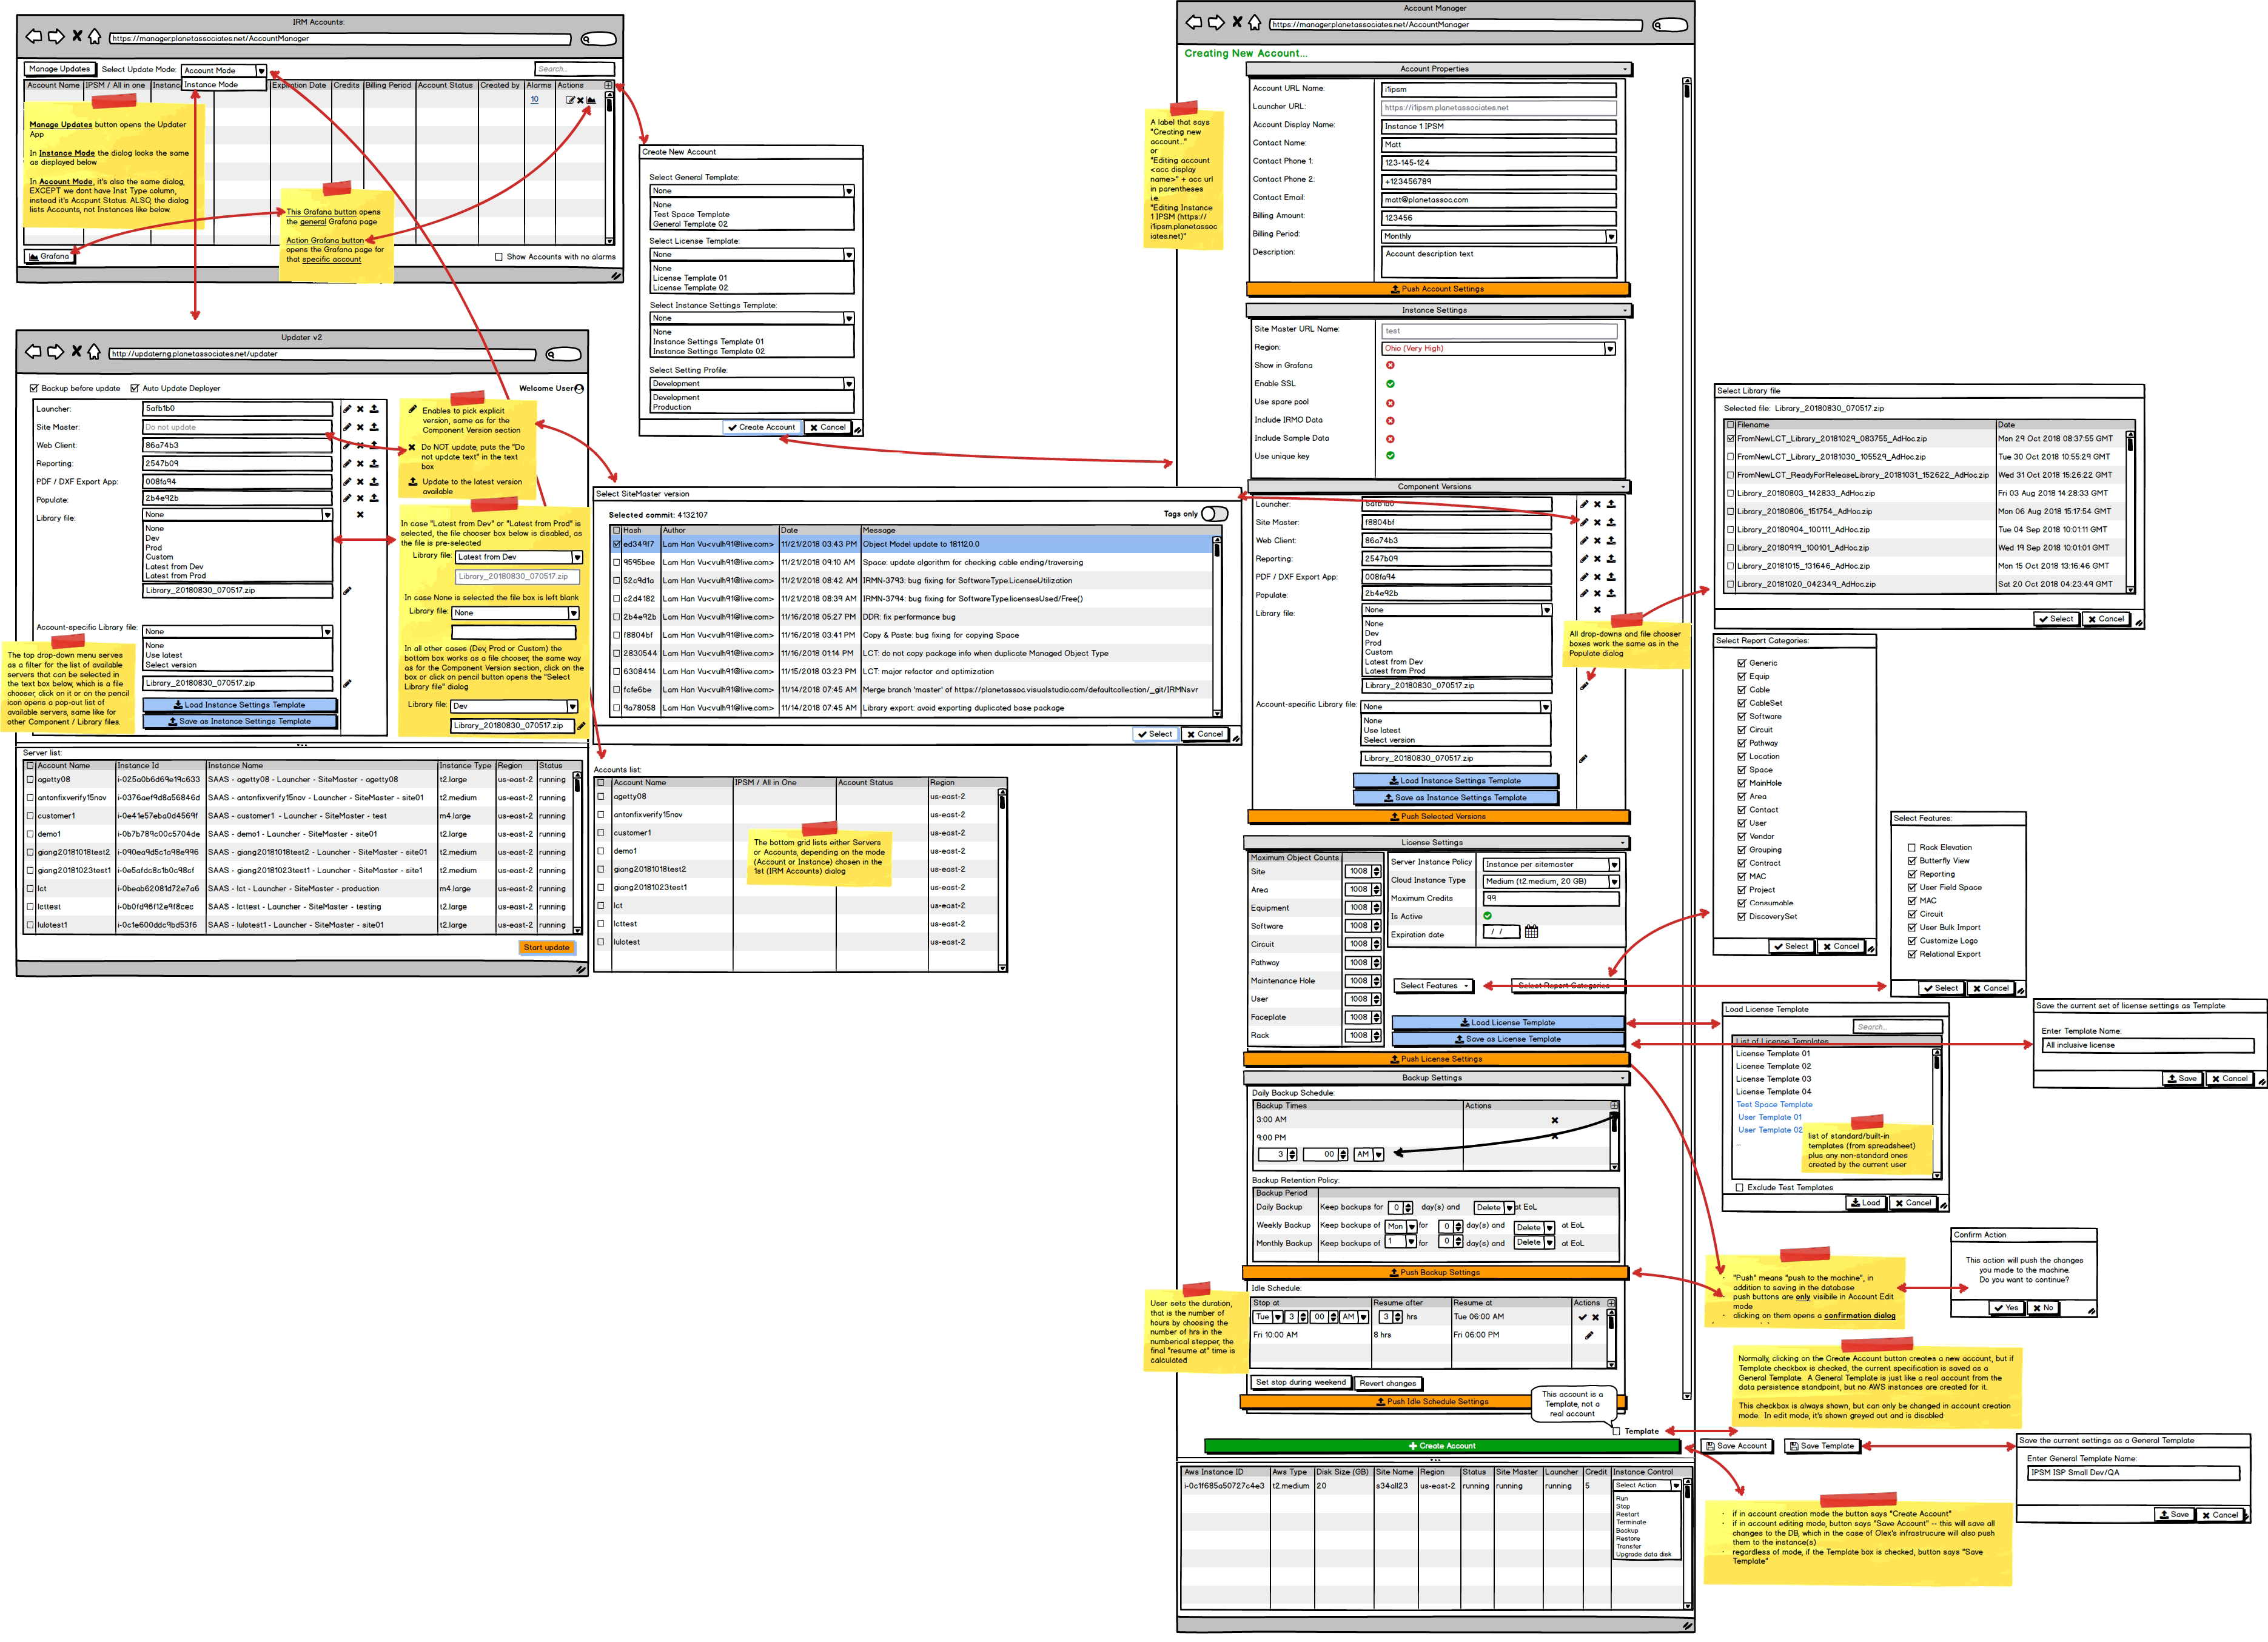 IRM Accounts:
https://manager.planetassociates.net/AccountManager
Manage Updates
Select Update Mode:
Account Mode
Instance Mode
Search..
Account Name IPSM / All in one Expiration Date Credits Billing Period Account Status Created by Alarms Actions
10
Manage Updates button opens the Updater App
In Instance Mode the dialog looks the same as displayed below
In Account Mode, it's also the same dialog, EXCEPT we dont have Inst Type column, instead it's Account Status. ALSO, the dialog lists Accounts, not Instances like below.
This Grafana button opens the general Grafana page
Action Grafana button opens the Grafana page for that specific account
Grafana
Show Accounts with no alarms
Create New Account
Select General Template:
None
None
Test Space Template
General Template 02
Select License Template:
None
None
License Template 01
License Template 02
Select Instance Settings Template:
None
None
Instance Settings Template 01
Instance Settings Template 02
Select Setting Profile:
Development
Development
Production
Create Account
Cancel
Updater v2
http://updaterng.planetassociates.net/updater
Backup before update
Auto Update Deployer
Welcome User
Launcher: 5afb1b0
Site Master: Do not update
Web Client: 86a74b3
Reporting: 2547b09
PDF / DXF Export App: 008fa94
Populate: 2b4e92b
Library file: None
None
Dev
Prod
Custom
Latest from Dev
Latest from Prod
Library_20180830_070517.zip
Account-specific Library file: None
None
Use latest
Select version
Library_20180830_070517.zip
Load Instance Settings Template
Save as Instance Settings Template
The top drop-down menu serves as a filter for the list of available servers that can be selected in the text box below, which is a file chooser, click on it or on the pencil icon opens a pop-out list of available servers, same like for other Component / Library files.
Enables to pick explicit version, same as for the Component Version section
Do NOT update, puts the "Do not update text" in the text box
Update to the latest version available
In case "Latest from Dev" or "Latest from Prod" is selected, the file chooser box below is disabled, as the file is pre-selected
Library file: Latest from Dev
Library_20180830_070517.zip
In case None is selected the file box is left blank
Library file: None
In all other cases (Dev, Prod or Custom) the bottom box works as a file chooser, the same way as for the Component Version section, click on the box or click on pencil button opens the "Select Library file" dialog
Library file: Dev
Library_20180830_070517.zip
Server list:
Account Name Instance Id Instance Name Instance Type Region Status
agetty08 i-025a0b6d69e19c633 SAAS - agetty08 - Launcher - SiteMaster - agetty08 t2.large us-east-2 running
antonfixverify15nov i-0376aef9d8a56846d SAAS - antonfixverify15nov - Launcher - SiteMaster - site01 t2.medium us-east-2 running
customer1 i-0e41e57eba0d4569f SAAS - customer1 - Launcher - SiteMaster - test m4.large us-east-2 running
demo1 i-0b7b789c00c5704de SAAS - demo1 - Launcher - SiteMaster - site01 t2.large us-east-2 running
giang20181018test2 i-090ea9d5c1a98e996 SAAS - giang20181018test2 - Launcher - SiteMaster - site01 t2.medium us-east-2 running
giang20181023test1 i-0e5afdc8c1b0c98cf SAAS - giang20181023test1 - Launcher - SiteMaster - site1 t2.medium us-east-2 running
lct i-0beab62081d72e7a6 SAAS - lct - Launcher - SiteMaster - production m4.large us-east-2 running
lcttest i-0b0fd96f12e9f8cec SAAS - lcttest - Launcher - SiteMaster - testing t2.large us-east-2 running
lulotest1 i-0c1e600ddc9bd53f6 SAAS - lulotest1 - Launcher - SiteMaster - site01 t2.large us-east-2 running
Start update
Select SiteMaster version
Selected commit: 4132107
Tags only
Hash Author Date Message
ed349f7 Lam Han Vu<vulh91@live.com> 11/21/2018 03:43 PM Object Model update to 181120.0
9595bee Lam Han Vu<vulh91@live.com> 11/21/2018 09:10 AM Space: update algorithm for checking cable ending/traversing
52c9d1a Lam Han Vu<vulh91@live.com> 11/21/2018 08:42 AM IRMN-3793: bug fixing for SoftwareType.LicenseUtilization
c2d4182 Lam Han Vu<vulh91@live.com> 11/21/2018 08:39 AM IRMN-3794: bug fixing for SoftwareType.licensesUsed/Free()
2b4e92b Lam Han Vu<vulh91@live.com> 11/16/2018 05:27 PM DDR: fix performance bug
f8804bf Lam Han Vu<vulh91@live.com> 11/16/2018 03:41 PM Copy & Paste: bug fixing for copying Space
2830544 Lam Han Vu<vulh91@live.com> 11/16/2018 01:14 PM LCT: do not copy package info when duplicate Managed Object Type
6308414 Lam Han Vu<vulh91@live.com> 11/15/2018 03:23 PM LCT: major refactor and optimization
fcfe6be Lam Han Vu<vulh91@live.com> 11/14/2018 07:45 AM Merge branch 'master' of https://planetassoc.visualstudio.com/defaultcollection/_git/IRMNsvr
9a78058 Lam Han Vu<vulh91@live.com> 11/14/2018 07:45 AM Library export: avoid exporting duplicated base package
Select
Cancel
Accounts list:
Account Name IPSM / All in One Account Status Region
agetty08 us-east-2
antonfixverify15nov us-east-2
customer1 us-east-2
demo1 us-east-2
giang20181018test2 us-east-2
giang20181023test1 us-east-2
lct us-east-2
lcttest us-east-2
lulotest us-east-2
The bottom grid lists either Servers or Accounts, depending on the mode (Account or Instance) chosen in the 1st (IRM Accounts) dialog
Account Manager
https://manager.planetassociates.net/AccountManager
Creating New Account...
A label that says "Creating new account..." or "Editing account <acc display name>" + acc url in parentheses i.e. "Editing Instance 1 IPSM (https://i1ipsm.planetassociates.net)"
Account Properties
Account URL Name: i1ipsm
Launcher URL: https://i1ipsm.planetassociates.net
Account Display Name: Instance 1 IPSM
Contact Name: Matt
Contact Phone 1: 123-145-124
Contact Phone 2: +123456789
Contact Email: matt@planetassoc.com
Billing Amount: 123456
Billing Period: Monthly
Description: Account description text
Push Account Settings
Instance Settings
Site Master URL Name: test
Region: Ohio (Very High)
Show in Grafana
Enable SSL
Use spare pool
Include IRMO Data
Include Sample Data
Use unique key
Component Versions
Launcher: 5afb1b0
Site Master: f8804bf
Web Client: 86a74b3
Reporting: 2547b09
PDF / DXF Export App: 008fa94
Populate: 2b4e92b
Library file: None
None
Dev
Prod
Custom
Latest from Dev
Latest from Prod
Library_20180830_070517.zip
Account-specific Library file: None
None
Use latest
Select version
Library_20180830_070517.zip
Load Instance Settings Template
Save as Instance Settings Template
Push Selected Versions
All drop-downs and file chooser boxes work the same as in the Populate dialog
License Settings
Maximum Object Counts
Site 1008
Area 1008
Equipment 1008
Software 1008
Circuit 1008
Pathway 1008
Maintenance Hole 1008
User 1008
Faceplate 1008
Rack 1008
Server Instance Policy Instance per sitemaster
Cloud Instance Type Medium (t2.medium, 20 GB)
Maximum Credits 99
Is Active
Expiration date / /
Select Features
Select Report Categories
Load License Template
Save as License Template
Push License Settings
Backup Settings
Daily Backup Schedule:
Backup Times Actions
3:00 AM
9:00 PM
3 00 AM
Backup Retention Policy:
Backup Period
Daily Backup Keep backups for 0 day(s) and Delete at EoL
Weekly Backup Keep backups of Mon for 0 day(s) and Delete at EoL
Monthly Backup Keep backups of 1 for 0 day(s) and Delete at EoL
Push Backup Settings
Idle Schedule:
Stop at Resume after Resume at Actions
Tue 3 00 AM 3 hrs Tue 06:00 AM
Fri 10:00 AM 8 hrs Fri 06:00 PM
Set stop during weekend
Revert changes
Push Idle Schedule Settings
User sets the duration, that is the number of hours by choosing the number of hrs in the numberical stepper, the final "resume at" time is calculated
This account is a Template, not a real account
Template
Create Account
Save Account
Save Template
Aws Instance ID Aws Type Disk Size (GB) Site Name Region Status Site Master Launcher Credit Instance Control
i-0c1f685a50727c4e3 t2.medium 20 s34all23 us-east-2 running running running 5 Select Action
Run
Stop
Restart
Terminate
Backup
Restore
Transfer
Upgrade data disk
Select Library file
Selected file: Library_20180830_070517.zip
Filename Date
FromNewLCT_Library_20181029_083755_AdHoc.zip Mon 29 Oct 2018 08:37:55 GMT
FromNewLCT_Library_20181030_105529_AdHoc.zip Tue 30 Oct 2018 10:55:29 GMT
FromNewLCT_ReadyForReleaseLibrary_20181031_152622_AdHoc.zip Wed 31 Oct 2018 15:26:22 GMT
Library_20180803_142833_AdHoc.zip Fri 03 Aug 2018 14:28:33 GMT
Library_20180806_151754_AdHoc.zip Mon 06 Aug 2018 15:17:54 GMT
Library_20180904_100111_AdHoc.zip Tue 04 Sep 2018 10:01:11 GMT
Library_20180919_100101_AdHoc.zip Wed 19 Sep 2018 10:01:01 GMT
Library_20181015_131646_AdHoc.zip Mon 15 Oct 2018 13:16:46 GMT
Library_20181020_042349_AdHoc.zip Sat 20 Oct 2018 04:23:49 GMT
Select
Cancel
Select Report Categories:
Generic
Equip
Cable
CableSet
Software
Circuit
Pathway
Location
Space
MainHole
Area
Contact
User
Vendor
Grouping
Contract
MAC
Project
Consumable
DiscoverySet
Select
Cancel
Select Features:
Rack Elevation
Butterfly View
Reporting
User Field Space
MAC
Circuit
User Bulk Import
Customize Logo
Relational Export
Select
Cancel
Load License Template
Search..
List of License Templates
License Template 01
License Template 02
License Template 03
License Template 04
Test Space Template
User Template 01
User Template 02
...
list of standard/built-in templates (from spreadsheet) plus any non-standard ones created by the current user
Exclude Test Templates
Load
Cancel
Save the current set of license settings as Template
Enter Template Name:
All inclusive license
Save
Cancel
"Push" means "push to the machine", in addition to saving in the database
push buttons are only visibile in Account Edit mode
clicking on them opens a confirmation dialog
Confirm Action
This action will push the changes you made to the machine.
Do you want to continue?
Yes
No
Normally, clicking on the Create Account button creates a new account, but if Template checkbox is checked, the current specification is saved as a General Template. A General Template is just like a real account from the data persistence standpoint, but no AWS instances are created for it.
This checkbox is always shown, but can only be changed in account creation mode. In edit mode, it's shown greyed out and is disabled
Save the current settings as a General Template
Enter General Template Name:
IPSM ISP Small Dev/QA
Save
Cancel
if in account creation mode the button says "Create Account"
if in account editing mode, button says "Save Account" -- this will save all changes to the DB, which in the case of Olex's infrastrucure will also push them to the instance(s)
regardless of mode, if the Template box is checked, button says "Save Template"